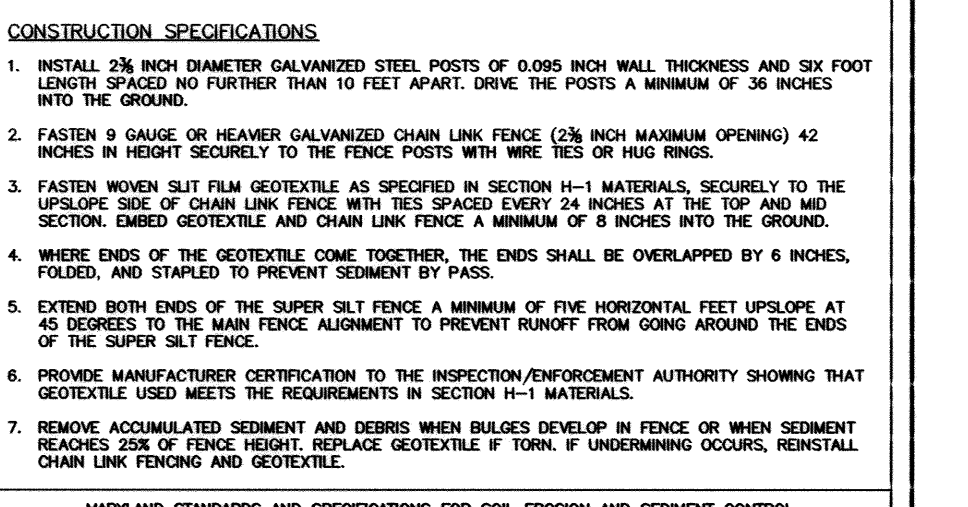 CONSTRUCTION SPECIFICATIONS
1. INSTALL 2⅜ INCH DIAMETER GALVANIZED STEEL POSTS OF 0.095 INCH WALL THICKNESS AND SIX FOOT
LENGTH SPACED NO FURTHER THAN 10 FEET APART. DRIVE THE POSTS A MINIMUM OF 36 INCHES
INTO THE GROUND.
2. FASTEN 9 GAUGE OR HEAVIER GALVANIZED CHAIN LINK FENCE (2⅜ INCH MAXIMUM OPENING) 42
INCHES IN HEIGHT SECURELY TO THE FENCE POSTS WITH WIRE TIES OR HUG RINGS.
3. FASTEN WOVEN SLIT FILM GEOTEXTILE AS SPECIFIED IN SECTION H-1 MATERIALS, SECURELY TO THE
UPSLOPE SIDE OF CHAIN LINK FENCE WITH TIES SPACED EVERY 24 INCHES AT THE TOP AND MID
SECTION. EMBED GEOTEXTILE AND CHAIN LINK FENCE A MINIMUM OF 8 INCHES INTO THE GROUND.
4. WHERE ENDS OF THE GEOTEXTILE COME TOGETHER, THE ENDS SHALL BE OVERLAPPED BY 6 INCHES,
FOLDED, AND STAPLED TO PREVENT SEDIMENT BY PASS.
5. EXTEND BOTH ENDS OF THE SUPER SILT FENCE A MINIMUM OF FIVE HORIZONTAL FEET UPSLOPE AT
45 DEGREES TO THE MAIN FENCE ALIGNMENT TO PREVENT RUNOFF FROM GOING AROUND THE ENDS
OF THE SUPER SILT FENCE.
6. PROVIDE MANUFACTURER CERTIFICATION TO THE INSPECTION/ENFORCEMENT AUTHORITY SHOWING THAT
GEOTEXTILE USED MEETS THE REQUIREMENTS IN SECTION H-1 MATERIALS.
7. REMOVE ACCUMULATED SEDIMENT AND DEBRIS WHEN BULGES DEVELOP IN FENCE OR WHEN SEDIMENT
REACHES 25% OF FENCE HEIGHT. REPLACE GEOTEXTILE IF TORN. IF UNDERMINING OCCURS, REINSTALL
CHAIN LINK FENCING AND GEOTEXTILE.
MARYLAND STANDARDS AND SPECIFICATIONS FOR SOIL EROSION AND SEDIMENT CONTROL